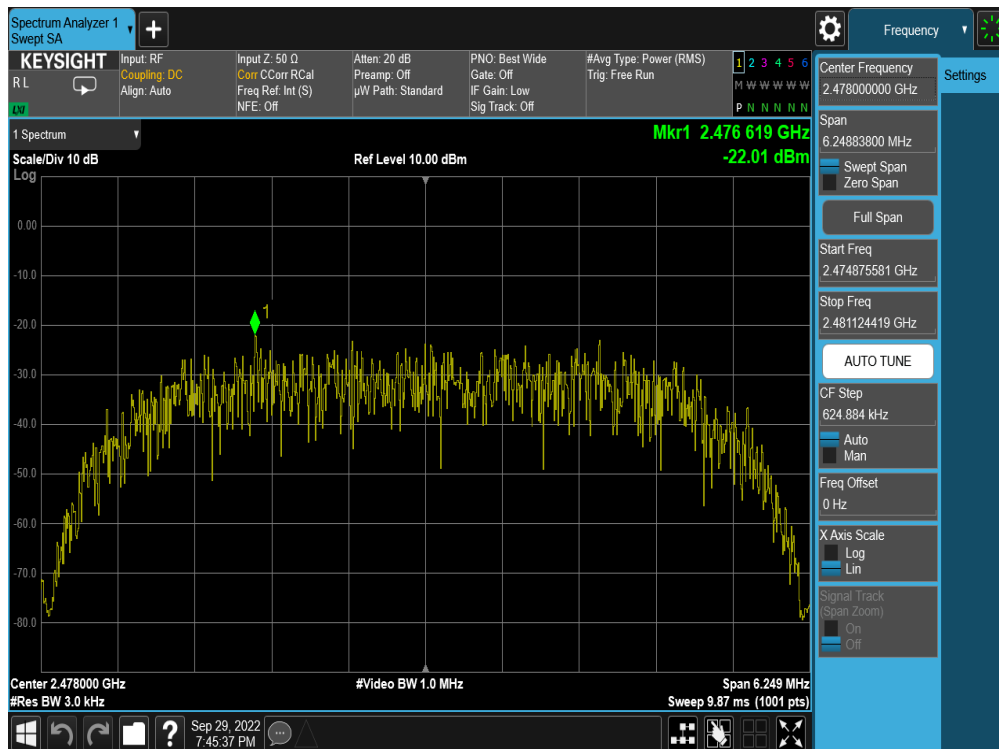 Spectrum Analyzer 1
Swept SA
+
Frequency
KEYSIGHT
R L
LXI
Input: RF
Coupling: DC
Align: Auto
Input Z: 50 Ω
Corr CCorr RCal
Freq Ref: Int (S)
NFE: Off
Atten: 20 dB
Preamp: Off
µW Path: Standard
PNO: Best Wide
Gate: Off
IF Gain: Low
Sig Track: Off
#Avg Type: Power (RMS)
Trig: Free Run
1 2 3 4 5 6
M W W W W W
P N N N N N
1 Spectrum
Scale/Div 10 dB
Log
Ref Level 10.00 dBm
Mkr1 2.476 619 GHz
-22.01 dBm
0.00
-10.0
-20.0
-30.0
-40.0
-50.0
-60.0
-70.0
-80.0
1
Center 2.478000 GHz
#Res BW 3.0 kHz
#Video BW 1.0 MHz
Span 6.249 MHz
Sweep 9.87 ms (1001 pts)
Center Frequency
2.478000000 GHz
Settings
Span
6.24883800 MHz
Swept Span
Zero Span
Full Span
Start Freq
2.474875581 GHz
Stop Freq
2.481124419 GHz
AUTO TUNE
CF Step
624.884 kHz
Auto
Man
Freq Offset
0 Hz
X Axis Scale
Log
Lin
Signal Track
(Span Zoom)
On
Off
?
Sep 29, 2022
7:45:37 PM